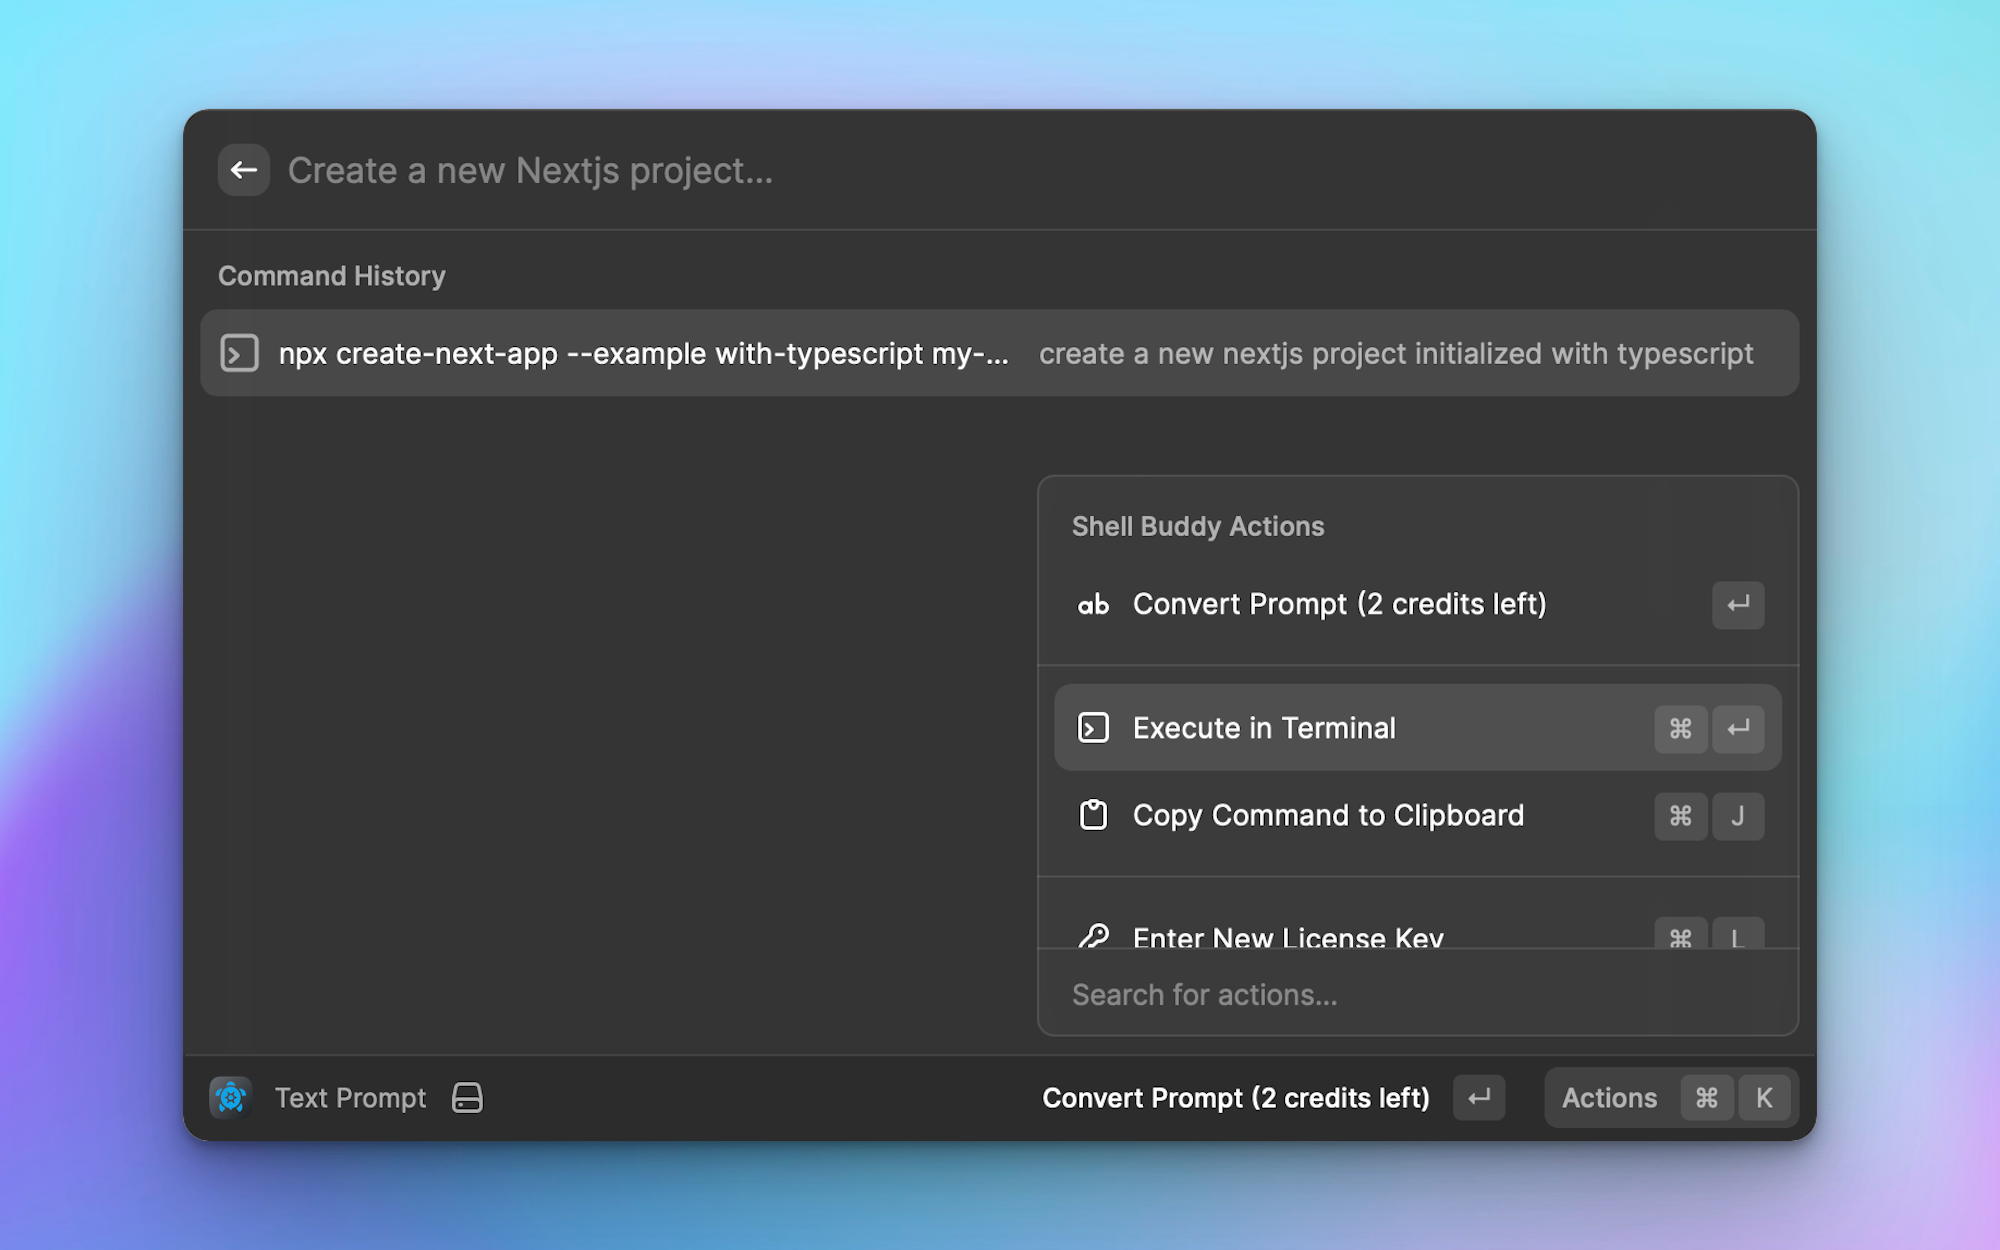 Create a new Nextjs project...
Command History
npx create-next-app --example with-typescript my-... create a new nextjs project initialized with typescript
Shell Buddy Actions
ab Convert Prompt (2 credits left) ↵
Execute in Terminal ⌘ ↵
Copy Command to Clipboard ⌘ J
Enter New License Key ⌘ L
Search for actions...
Text Prompt Convert Prompt (2 credits left) ↵ Actions ⌘ K